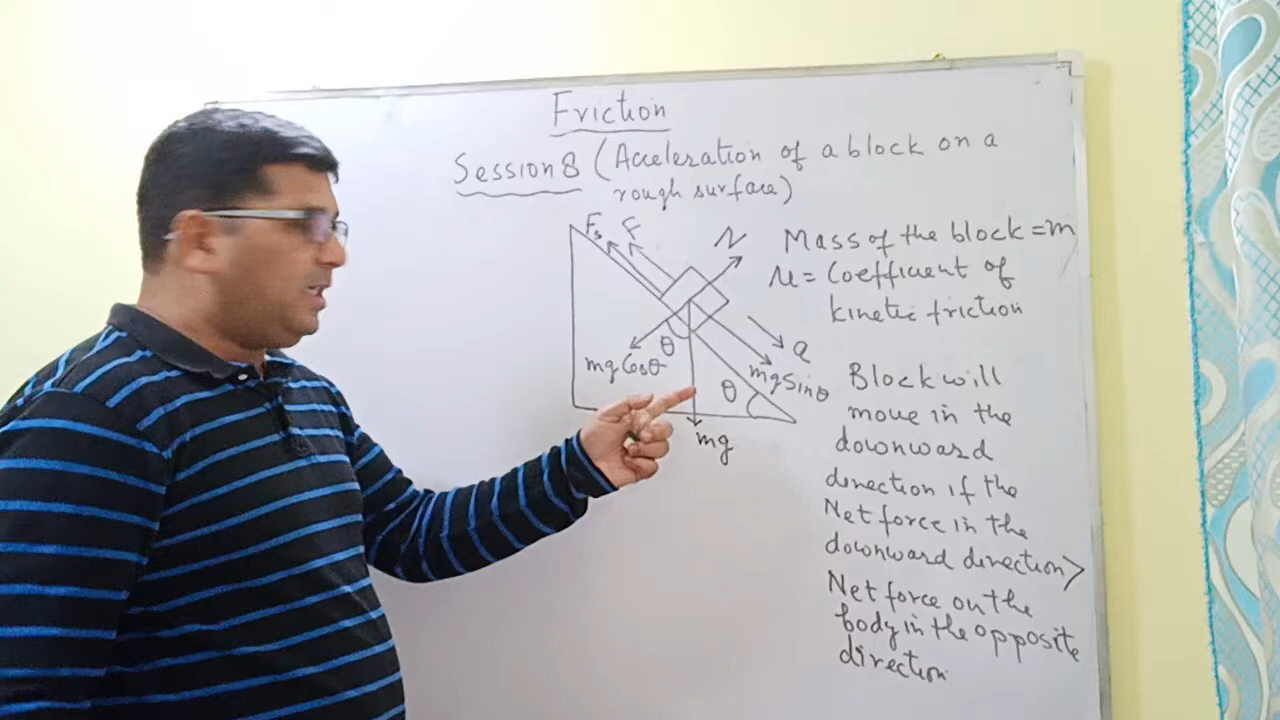 Friction
Session 8 (Acceleration of a block on a
rough surface)
Fs F N
Mass of the block = m
μ = Coefficient of
kinetic friction
θ
mg Cosθ
a
mg Sinθ
θ
mg
Block will
move in the
downward
direction if the
Net force in the
downward direction >
Net force on the
body in the opposite
direction